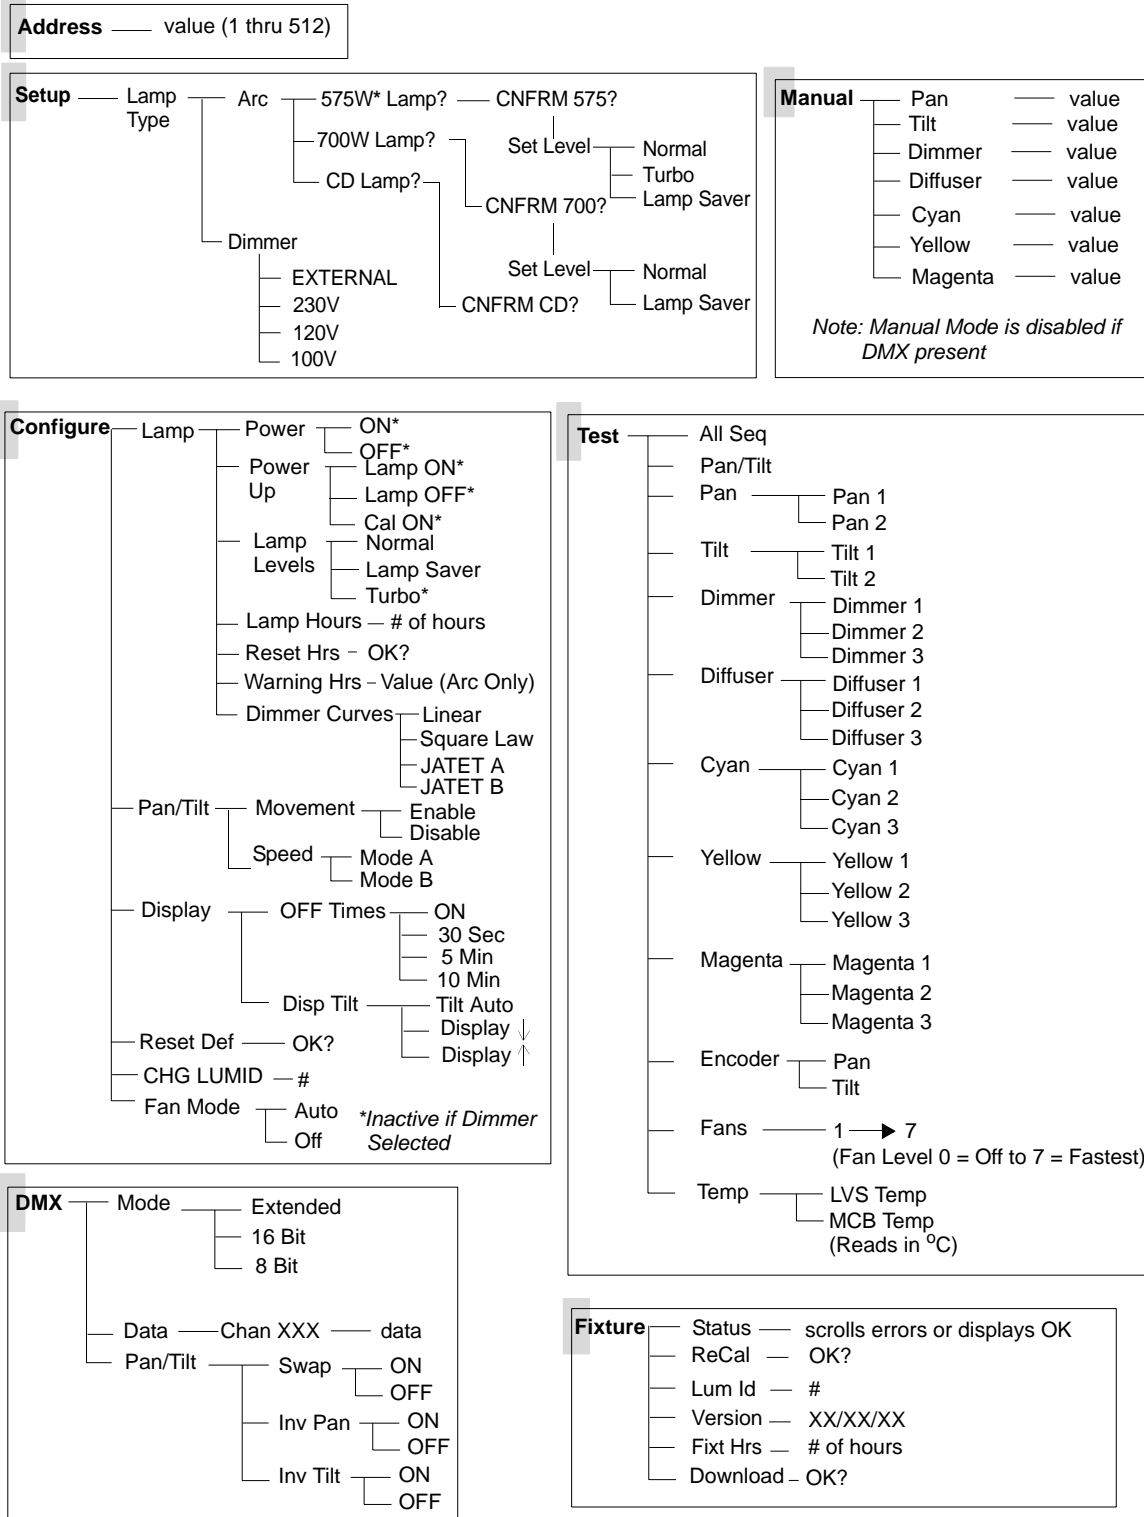 Address value (1 thru 512)
Setup Lamp Type Arc 575W* Lamp? CNFRM 575?
Set Level Normal
Turbo
Lamp Saver
700W Lamp?
CNFRM 700?
Set Level Normal
Lamp Saver
CD Lamp?
CNFRM CD?
Dimmer
EXTERNAL
230V
120V
100V
Manual Pan value
Tilt value
Dimmer value
Diffuser value
Cyan value
Yellow value
Magenta value
Note: Manual Mode is disabled if
DMX present
Configure Lamp Power ON*
OFF*
Power Up Lamp ON*
Lamp OFF*
Cal ON*
Lamp Levels Normal
Lamp Saver
Turbo*
Lamp Hours # of hours
Reset Hrs OK?
Warning Hrs Value (Arc Only)
Dimmer Curves Linear
Square Law
JATET A
JATET B
Pan/Tilt Movement Enable
Disable
Speed Mode A
Mode B
Display OFF Times ON
30 Sec
5 Min
10 Min
Disp Tilt Tilt Auto
Display ↓
Display ↑
Reset Def OK?
CHG LUMID #
Fan Mode Auto
Off
*Inactive if Dimmer
Selected
Test All Seq
Pan/Tilt
Pan Pan 1
Pan 2
Tilt Tilt 1
Tilt 2
Dimmer Dimmer 1
Dimmer 2
Dimmer 3
Diffuser Diffuser 1
Diffuser 2
Diffuser 3
Cyan Cyan 1
Cyan 2
Cyan 3
Yellow Yellow 1
Yellow 2
Yellow 3
Magenta Magenta 1
Magenta 2
Magenta 3
Encoder Pan
Tilt
Fans 1 → 7
(Fan Level 0 = Off to 7 = Fastest)
Temp LVS Temp
MCB Temp
(Reads in °C)
DMX Mode Extended
16 Bit
8 Bit
Data Chan XXX data
Pan/Tilt Swap ON
OFF
Inv Pan ON
OFF
Inv Tilt ON
OFF
Fixture Status scrolls errors or displays OK
ReCal OK?
Lum Id #
Version XX/XX/XX
Fixt Hrs # of hours
Download OK?